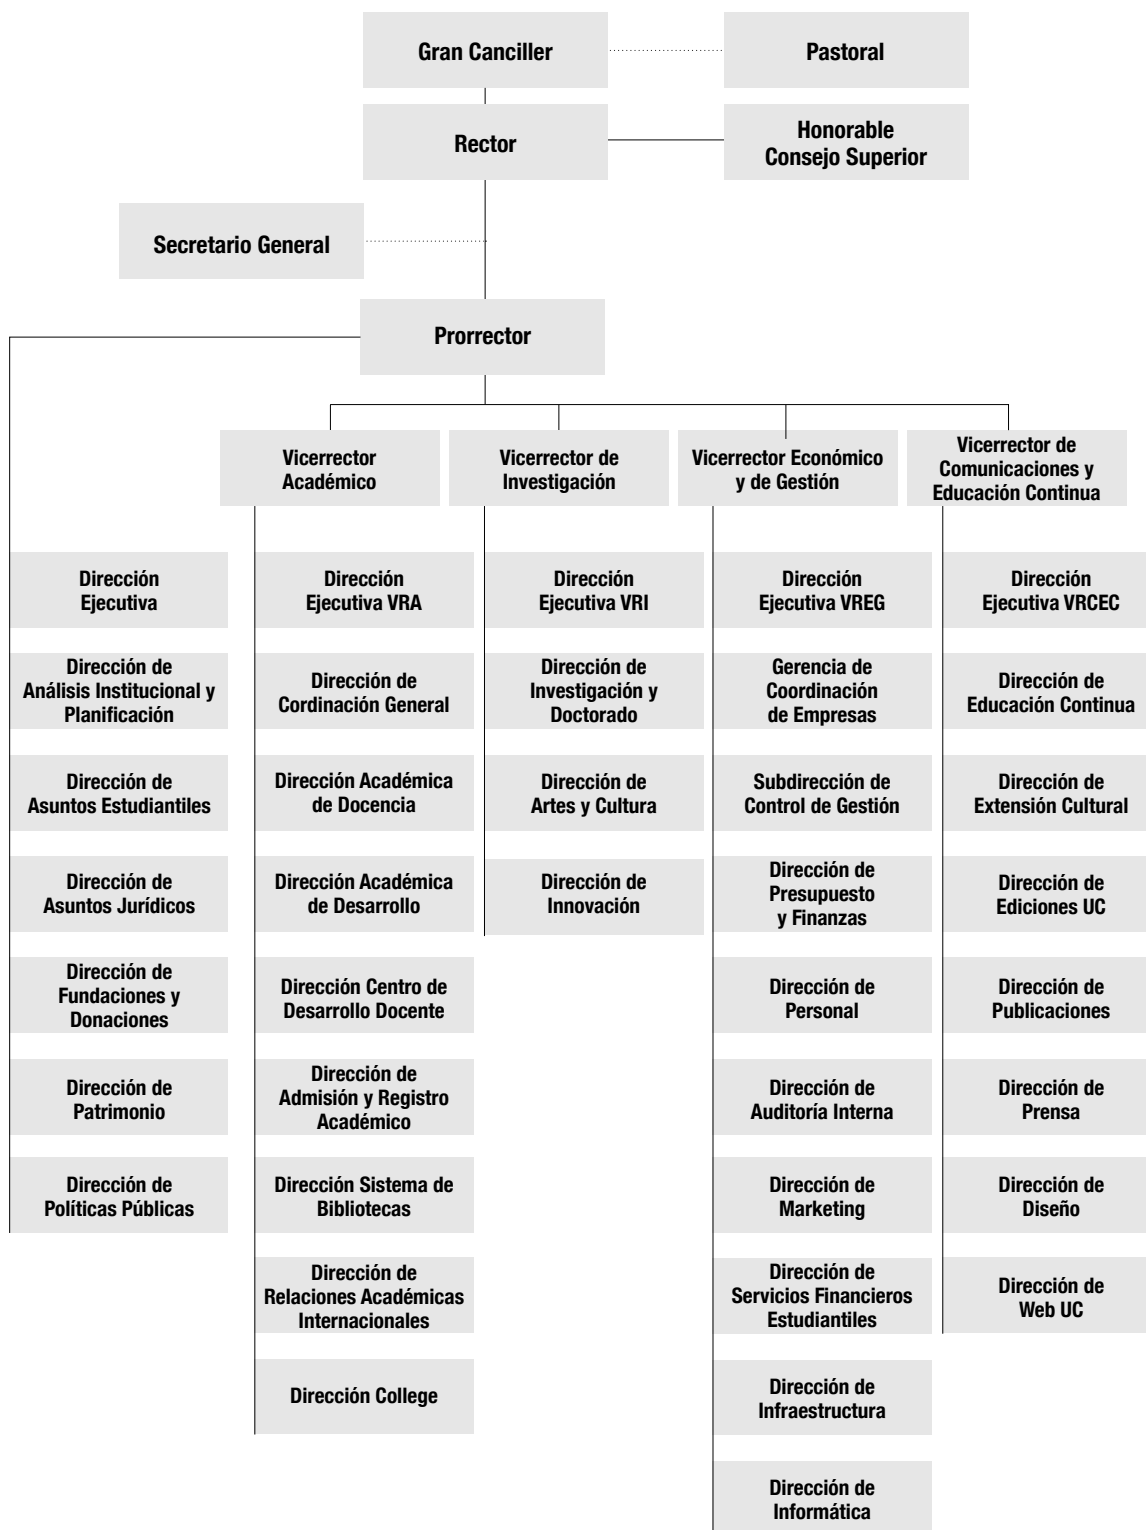 Gran Canciller
Pastoral
Rector
Honorable
Consejo Superior
Secretario General
Prorrector
Vicerrector
Académico
Vicerrector de
Investigación
Vicerrector Económico
y de Gestión
Vicerrector de
Comunicaciones y
Educación Continua
Dirección
Ejecutiva
Dirección de
Análisis Institucional y
Planificación
Dirección de
Asuntos Estudiantiles
Dirección de
Asuntos Jurídicos
Dirección de
Fundaciones y
Donaciones
Dirección de
Patrimonio
Dirección de
Políticas Públicas
Dirección
Ejecutiva VRA
Dirección de
Cordinación General
Dirección Académica
de Docencia
Dirección Académica
de Desarrollo
Dirección Centro de
Desarrollo Docente
Dirección de
Admisión y Registro
Académico
Dirección Sistema de
Bibliotecas
Dirección de
Relaciones Académicas
Internacionales
Dirección College
Dirección
Ejecutiva VRI
Dirección de
Investigación y
Doctorado
Dirección de
Artes y Cultura
Dirección de
Innovación
Dirección
Ejecutiva VREG
Gerencia de
Coordinación
de Empresas
Subdirección de
Control de Gestión
Dirección de
Presupuesto
y Finanzas
Dirección de
Personal
Dirección de
Auditoría Interna
Dirección de
Marketing
Dirección de
Servicios Financieros
Estudiantiles
Dirección de
Infraestructura
Dirección de
Informática
Dirección
Ejecutiva VRCEC
Dirección de
Educación Continua
Dirección de
Extensión Cultural
Dirección de
Ediciones UC
Dirección de
Publicaciones
Dirección de
Prensa
Dirección de
Diseño
Dirección de
Web UC